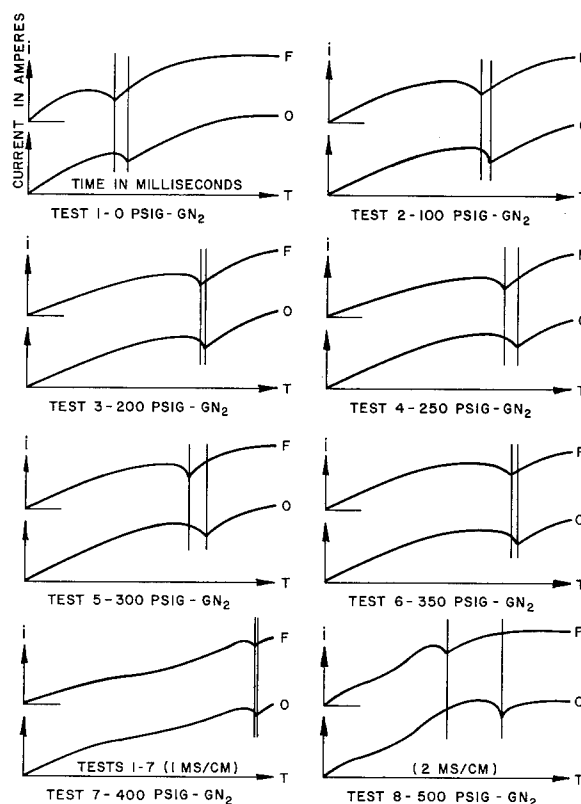 CURRENT IN AMPERES
i
F
O
TIME IN MILLISECONDS
T
TEST 1-0 PSIG-GN2
i
O
T
TEST 2-100 PSIG-GN2
i
F
O
T
TEST 3-200 PSIG-GN2
i
T
TEST 4-250 PSIG-GN2
i
F
O
T
TEST 5-300 PSIG-GN2
i
F
O
T
TEST 6-350 PSIG-GN2
i
F
O
TESTS 1-7 (1 MS/CM)
T
TEST 7-400 PSIG-GN2
i
F
(2 MS/CM)
T
TEST 8-500 PSIG-GN2